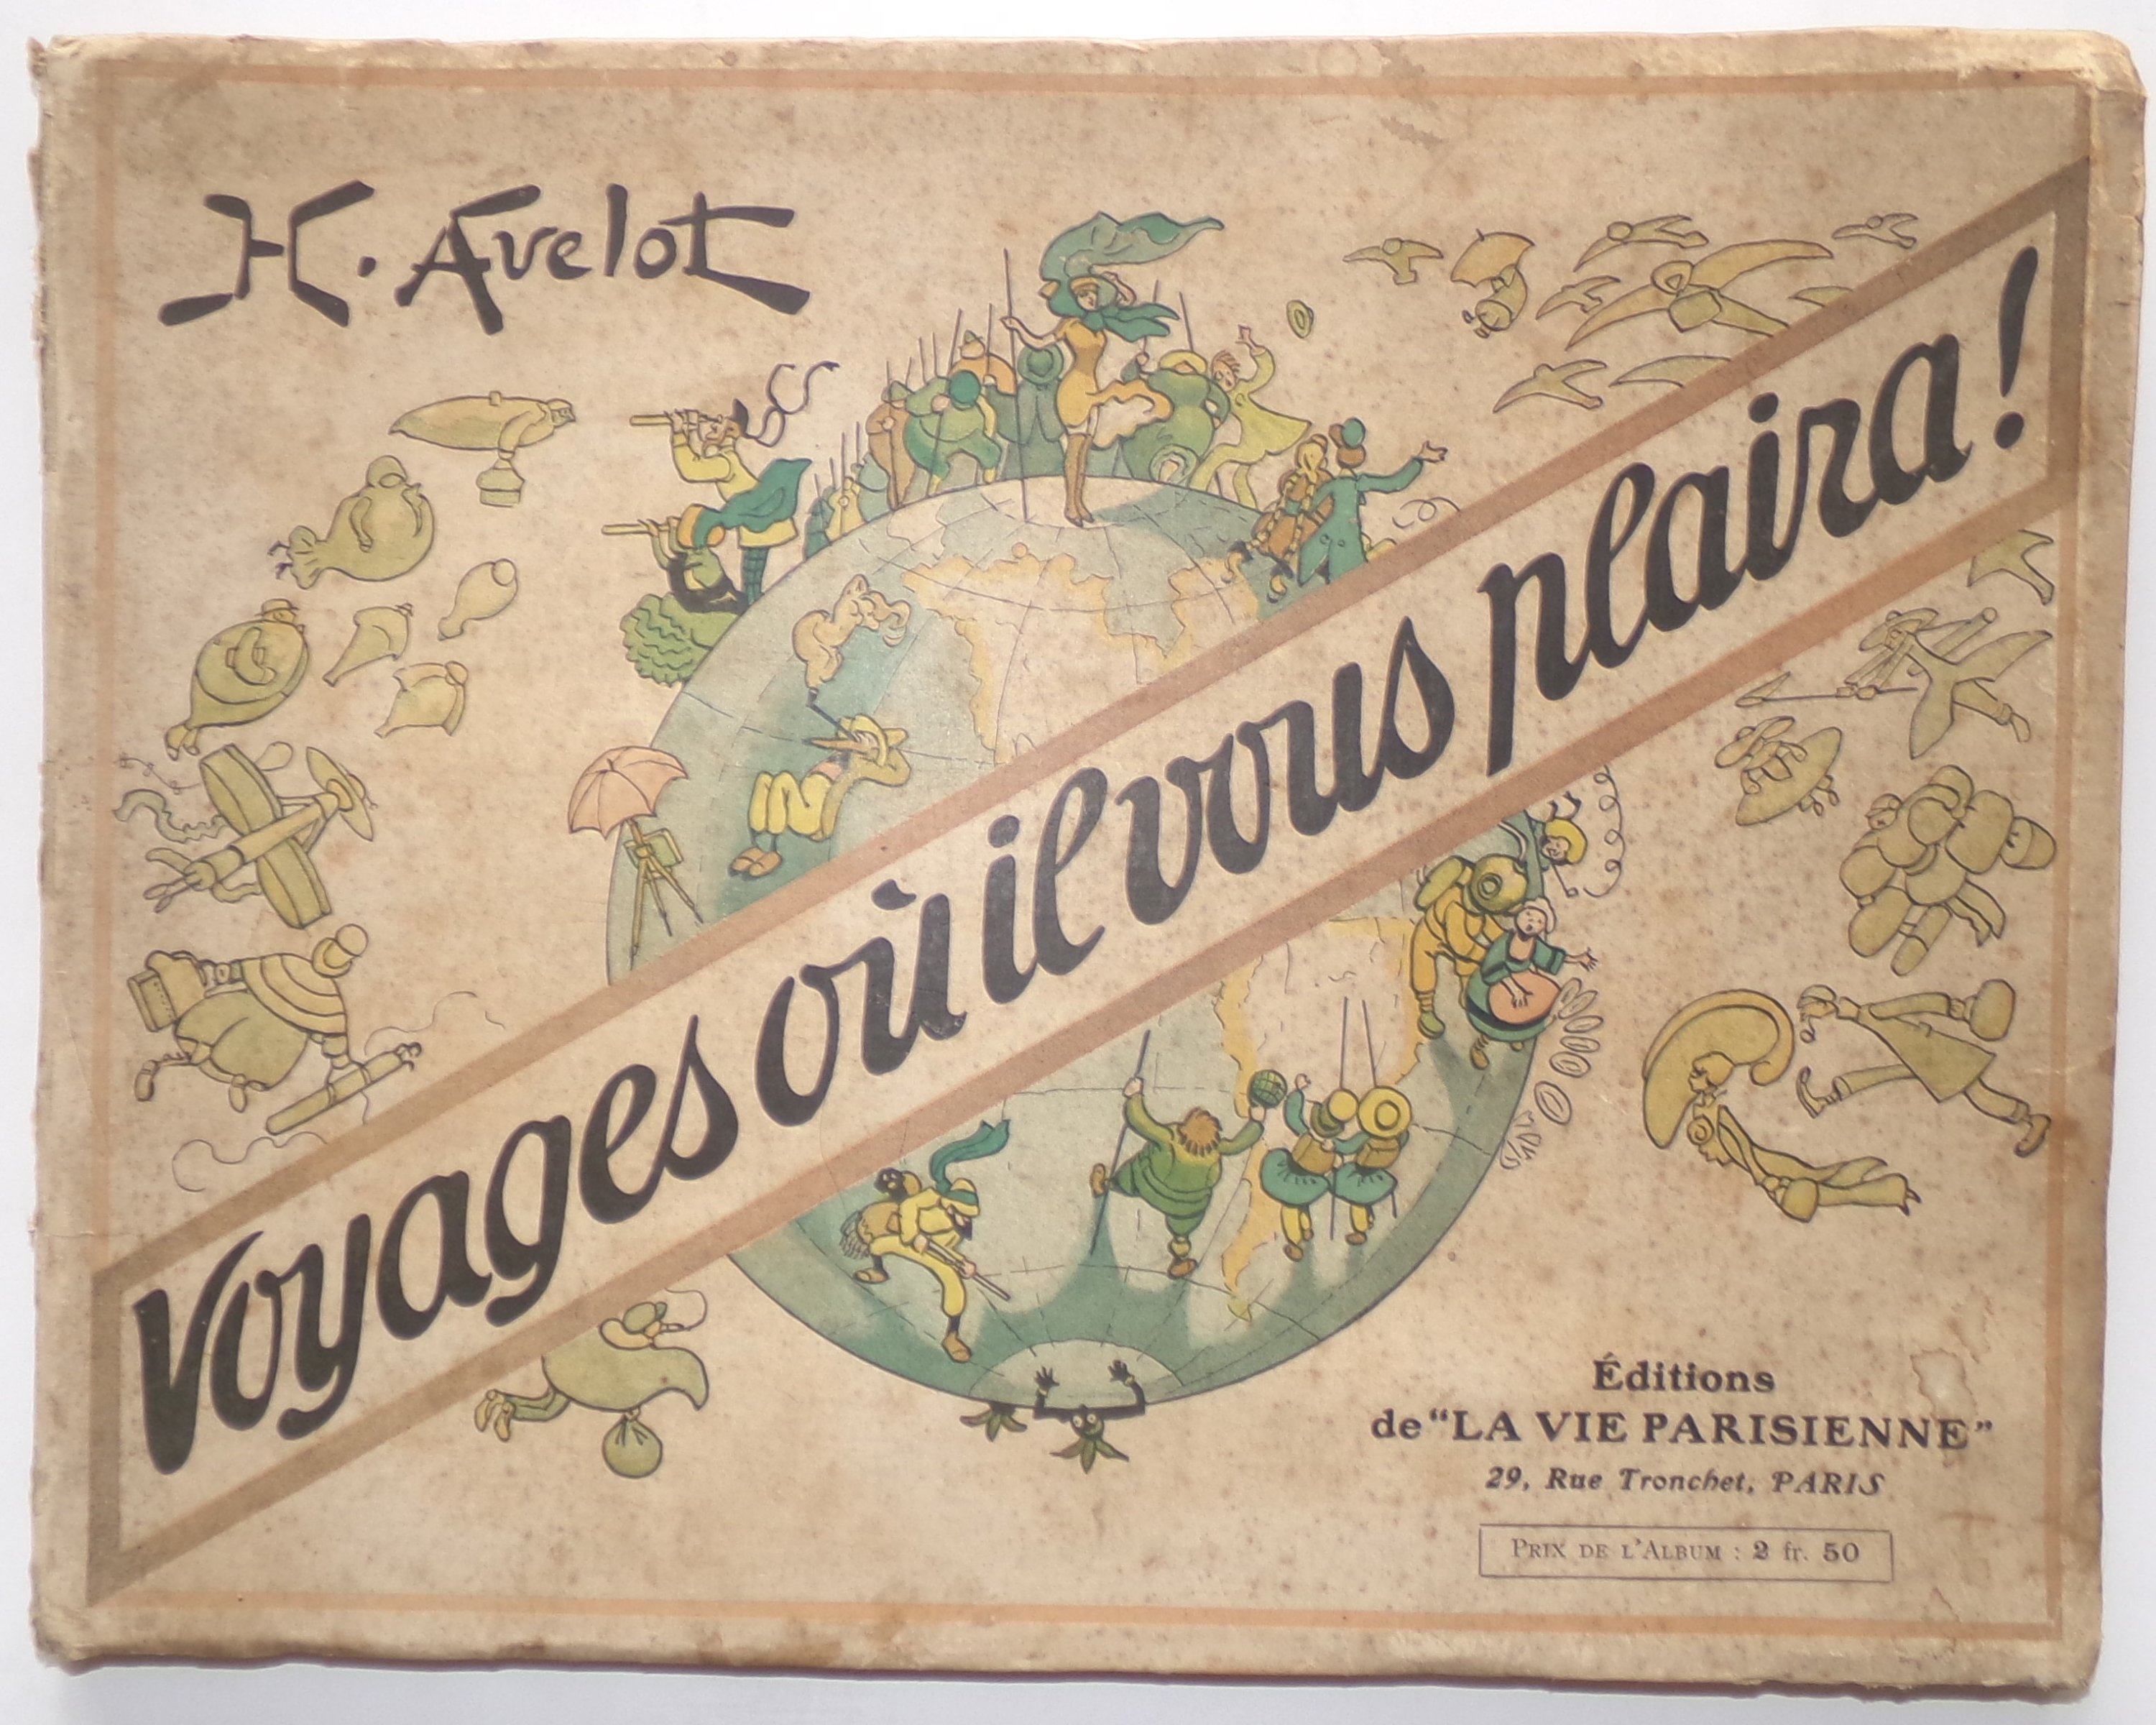 H. Avelot
Voyages où il vous plaira !
Éditions
de "LA VIE PARISIENNE"
29, Rue Tronchet, PARIS
PRIX DE L'ALBUM : 2 fr. 50